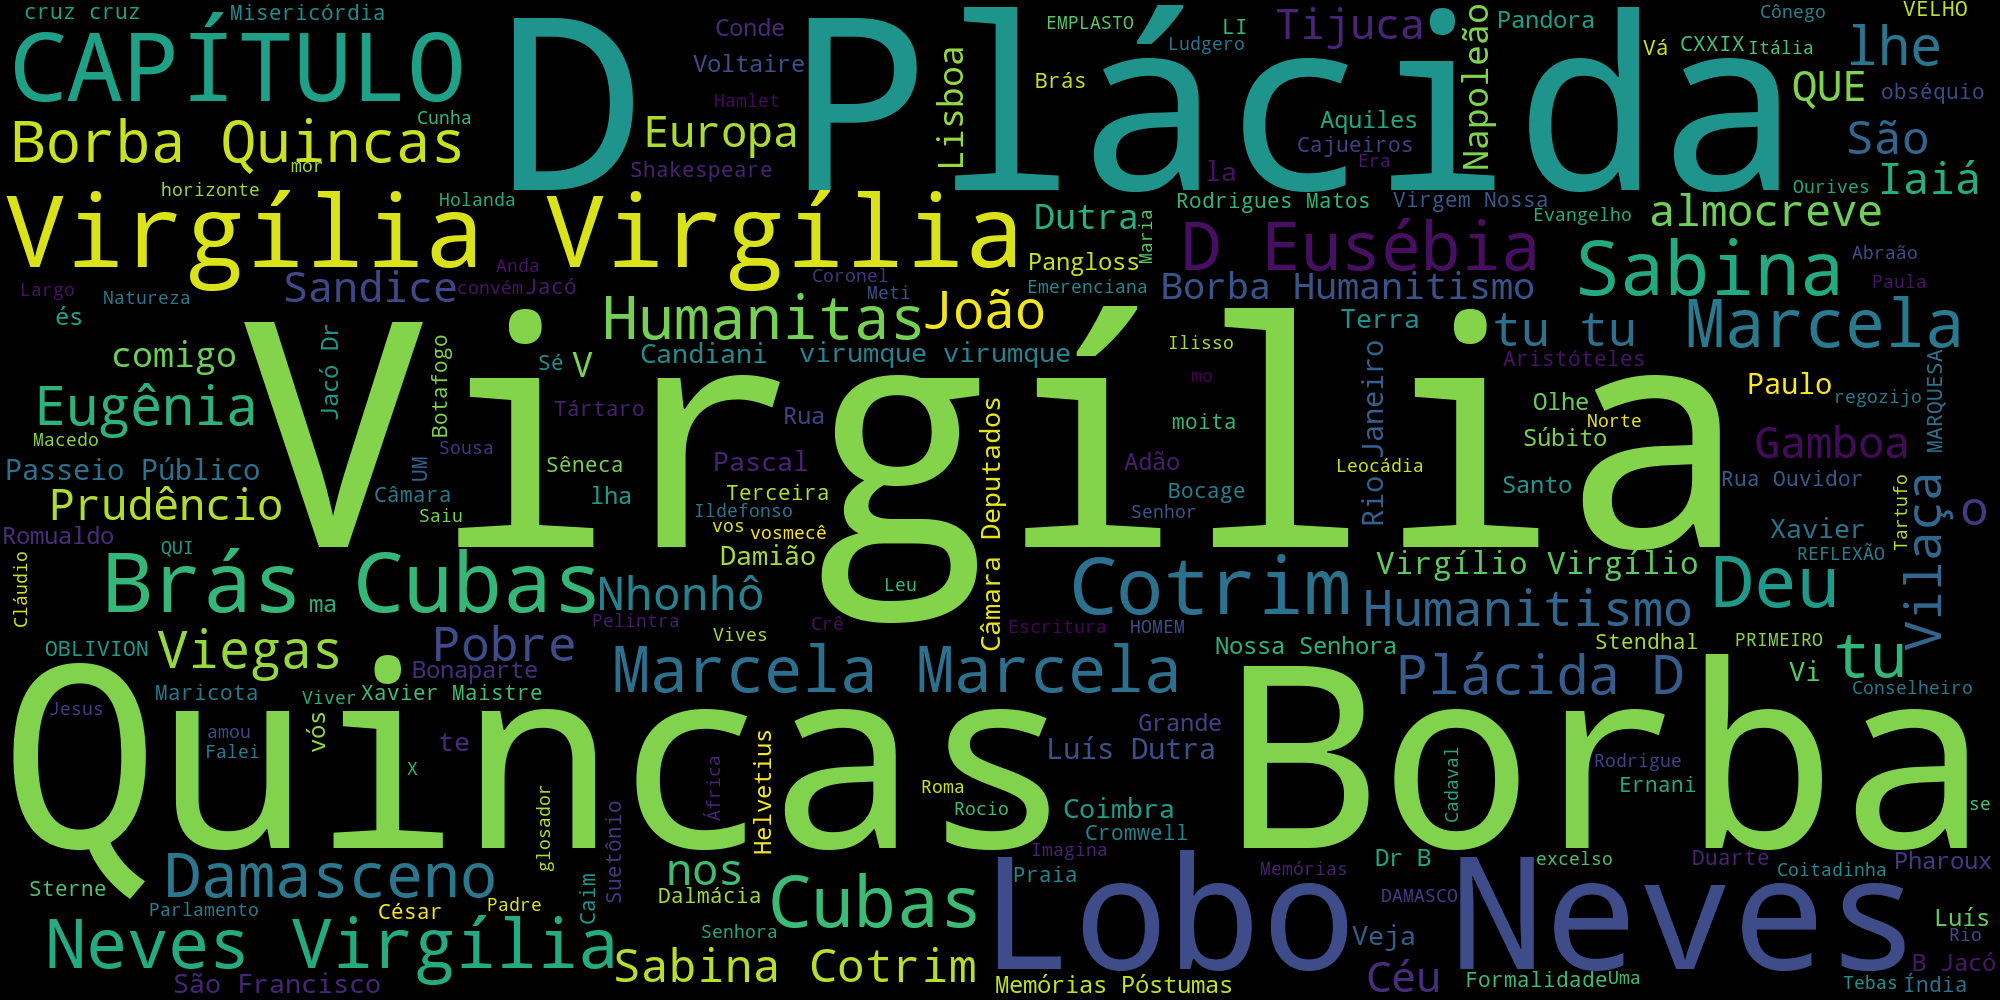 cruz cruz
Misericórdia
CAPÍTULO
D Plácida
Conde
Voltaire
Hamlet
EMPLASTO
LI
Ludgero
Tijuca
Pandora
Cônego
VELHO
Vá
CXXIX
Itália
lhe
QUE
obséquio
Cunha
Borba Quincas
mor
Europa
Shakespeare
Lisboa
Brás
Aquiles
Cajueiros
Era
Napoleão
São
la
Iaiá
Ourives
horizonte
Holanda
Virgília Virgília
Dutra
Maria
Rodrigues Matos
Virgem Nossa
Evangelho
almocreve
Pangloss
Emerenciana
D Eusébia
Sabina
Abraão
Paula
Largo
Natureza
Sandice
Anda
convém
Jacó
Coronel
Meti
Borba Humanitismo
és
Humanitas
João
Terra
tu tu
Marcela
comigo
Jacó Dr
Botafogo
Sé
V
Candiani
virumque virumque
Ilisso
mo
Aristóteles
Paulo
regozijo
MARQUESA
Eugênia
Virgília
Tártaro
Rua
moita
Rio Janeiro
Olhe
Norte
Súbito
Gamboa
Macedo
Sousa
Passeio Público
UM
Câmara
Sêneca
Pascal
Adão
Leocádia
Prudêncio
Saiu
lha
Terceira
Ildefonso
Câmara Deputados
Bocage
Senhor
Santo
Rua Ouvidor
Tartufo
Vilaça
o
Romualdo
QUI
vos
vosmecê
Damião
Xavier
REFLEXÃO
Cláudio
Brás Cubas
ma
Nhonhô
Leu
Cotrim
Virgílio Virgílio
Humanitismo
Deu
Pelintra
Vives
Crê
Escritura
HOMEM
OBLIVION
Viegas
Pobre
Bonaparte
Marcela Marcela
Nossa Senhora
Stendhal
PRIMEIRO
Plácida D
Vi
tu
Conselheiro
Maricota
Viver
Xavier Maistre
Jesus
amou
Falei
vós
te
X
Quincas Borba
Grande
Luís Dutra
Helvetius
África
Roma
Rocio
Coimbra
Cromwell
Cadaval
Rodrigue
Ernani
se
glosador
Suetônio
Imagina
Praia
Memórias
Dr B
excelso
Duarte
Coitadinha
Pharoux
Sterne
Damasceno
Caim
nos
Dalmácia
Cubas
Lobo Neves
DAMASCO
Parlamento
César
Padre
Senhora
Veja
Luís
Rio
Neves Virgília
São Francisco
Sabina Cotrim
Memórias Póstumas
Céu
Formalidade
Uma
B Jacó
Tebas
Índia